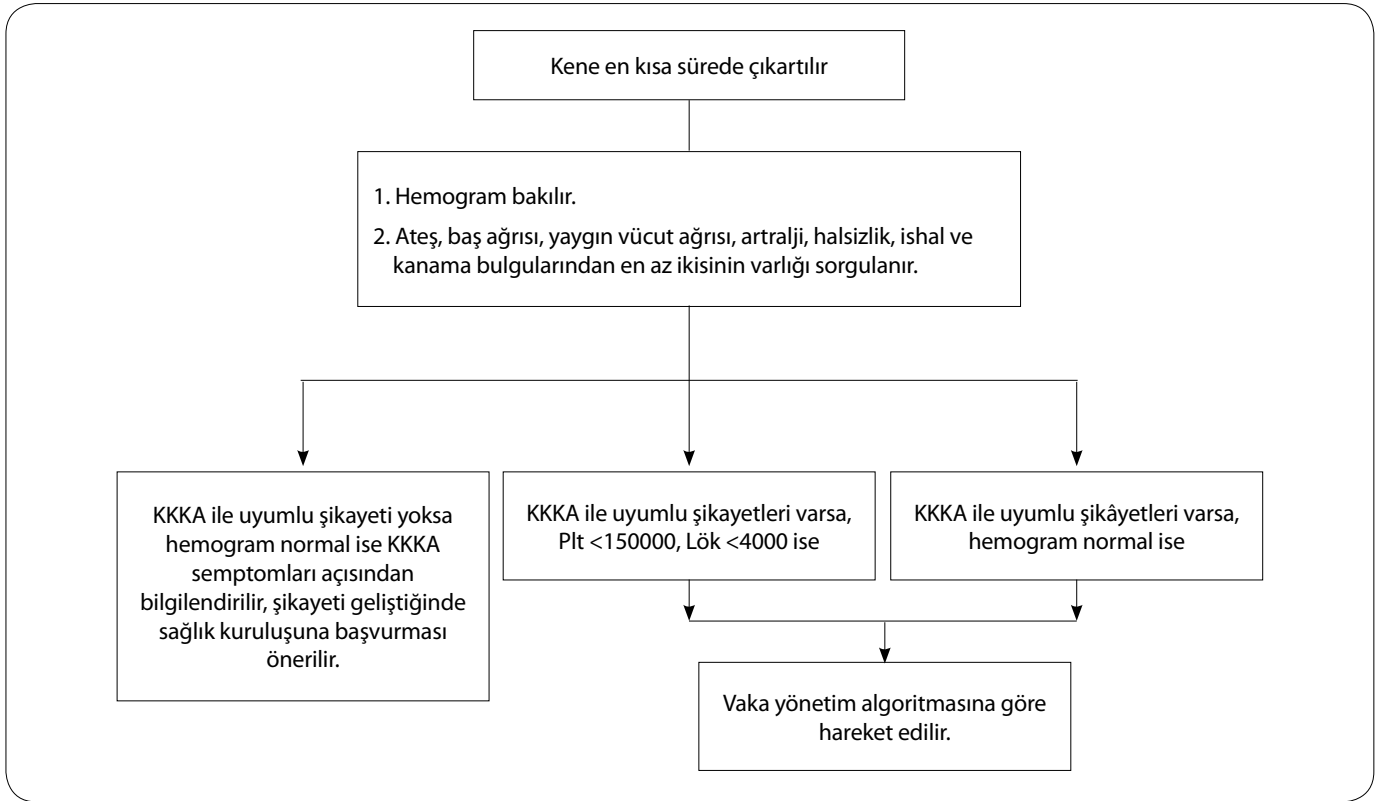 Kene en kısa sürede çıkartılır
1. Hemogram bakılır.
2. Ateş, baş ağrısı, yaygın vücut ağrısı, artralji, halsizlik, ishal ve
kanama bulgularından en az ikisinin varlığı sorgulanır.
KKKA ile uyumlu şikayeti yoksa
hemogram normal ise KKKA
semptomları açısından
bilgilendirilir, şikayeti geliştiğinde
sağlık kuruluşuna başvurması
önerilir.
KKKA ile uyumlu şikayetleri varsa,
Plt <150000, Lök <4000 ise
KKKA ile uyumlu şikâyetleri varsa,
hemogram normal ise
Vaka yönetim algoritmasına göre
hareket edilir.